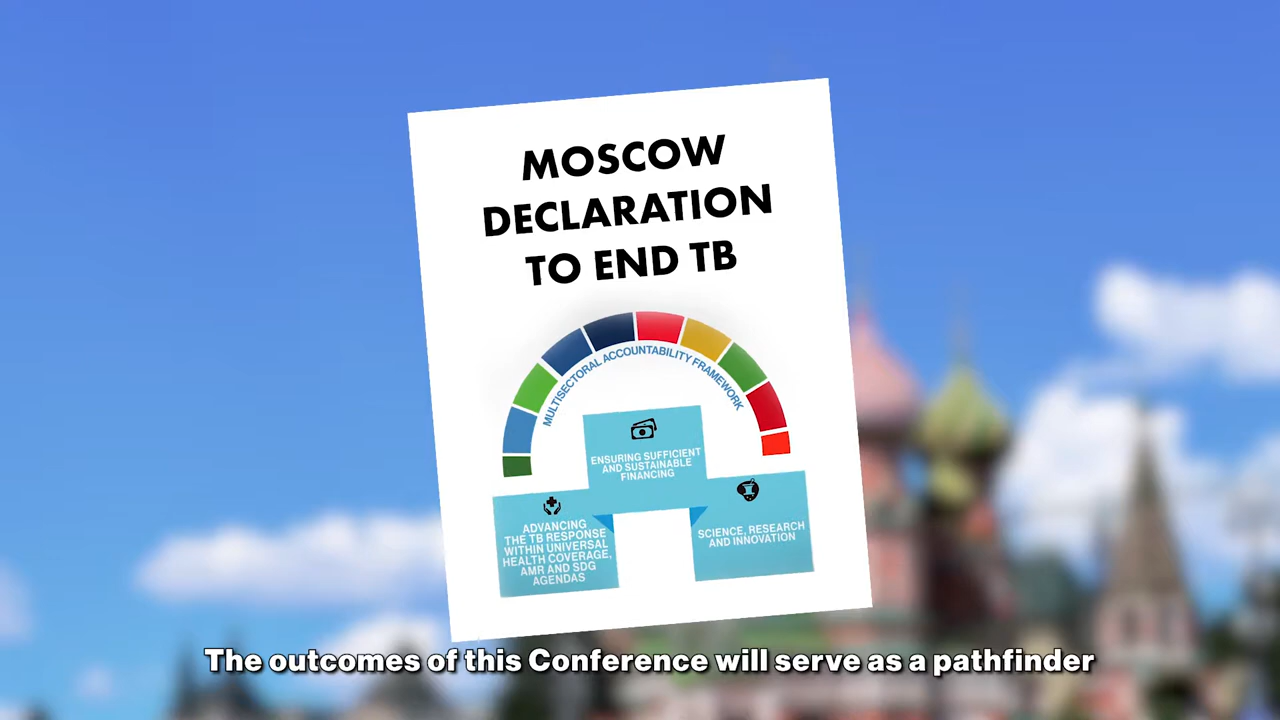 MOSCOW
DECLARATION
TO END TB
MULTISECTORAL ACCOUNTABILITY FRAMEWORK
ENSURING SUFFICIENT
AND SUSTAINABLE
FINANCING
ADVANCING
THE TB RESPONSE
WITHIN UNIVERSAL
HEALTH COVERAGE,
AMR AND SDG
AGENDAS
SCIENCE, RESEARCH
AND INNOVATION
The outcomes of this Conference will serve as a pathfinder